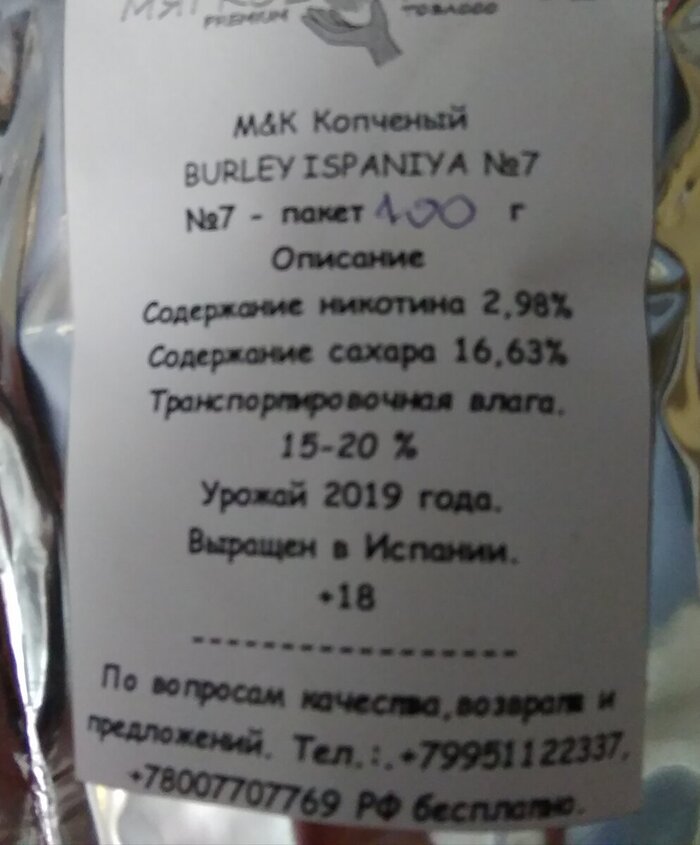 PREMIUM
М&К Копченый
BURLEY ISPANIYA №7
№7 - пакет 100 г
Описание
Содержание никотина 2,98%
Содержание сахара 16,63%
Транспортировочная влага.
15-20 %
Урожай 2019 года.
Выращен в Испании.
+18
------------------
По вопросам качества,возврата и
предложений. Тел.:.+79951122337,
+78007707769 РФ бесплатно.